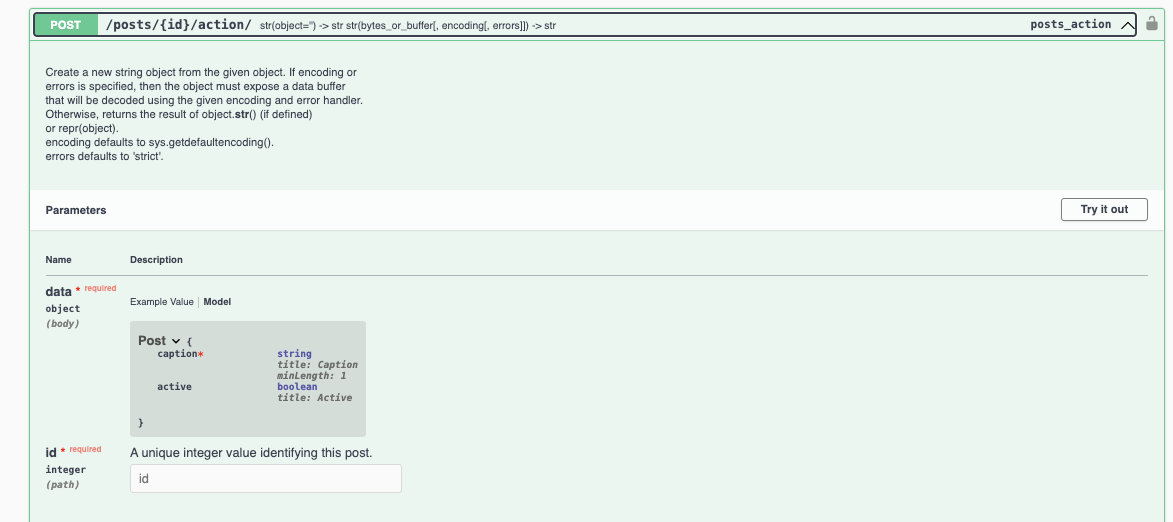 POST /posts/{id}/action/ str(object='') -> str str(bytes_or_buffer[, encoding[, errors]]) -> str posts_action
Create a new string object from the given object. If encoding or
errors is specified, then the object must expose a data buffer
that will be decoded using the given encoding and error handler.
Otherwise, returns the result of object.str() (if defined)
or repr(object).
encoding defaults to sys.getdefaultencoding().
errors defaults to 'strict'.
Parameters Try it out
Name Description
data * required
object
(body)
Example Value | Model
Post {
caption* string
title: Caption
minLength: 1
active boolean
title: Active
}
id * required
integer
(path)
A unique integer value identifying this post.
id